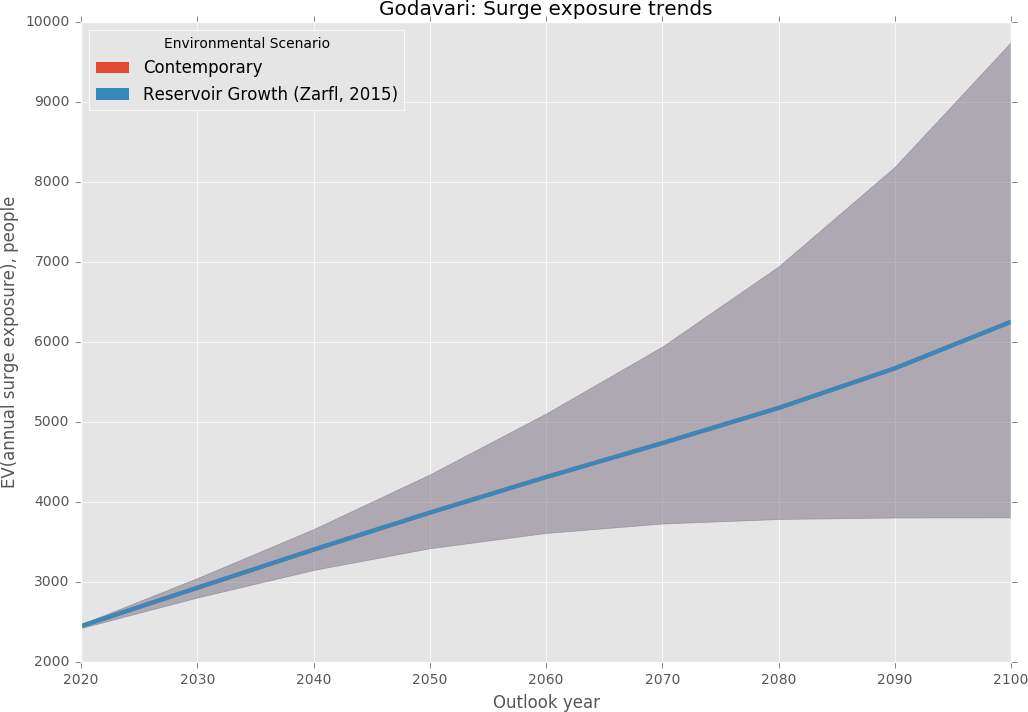 Godavari: Surge exposure trends
Environmental Scenario
Contemporary
Reservoir Growth (Zarfl, 2015)
EV(annual surge exposure), people
10000
9000
8000
7000
6000
5000
4000
3000
2000
2020 2030 2040 2050 2060 2070 2080 2090 2100
Outlook year